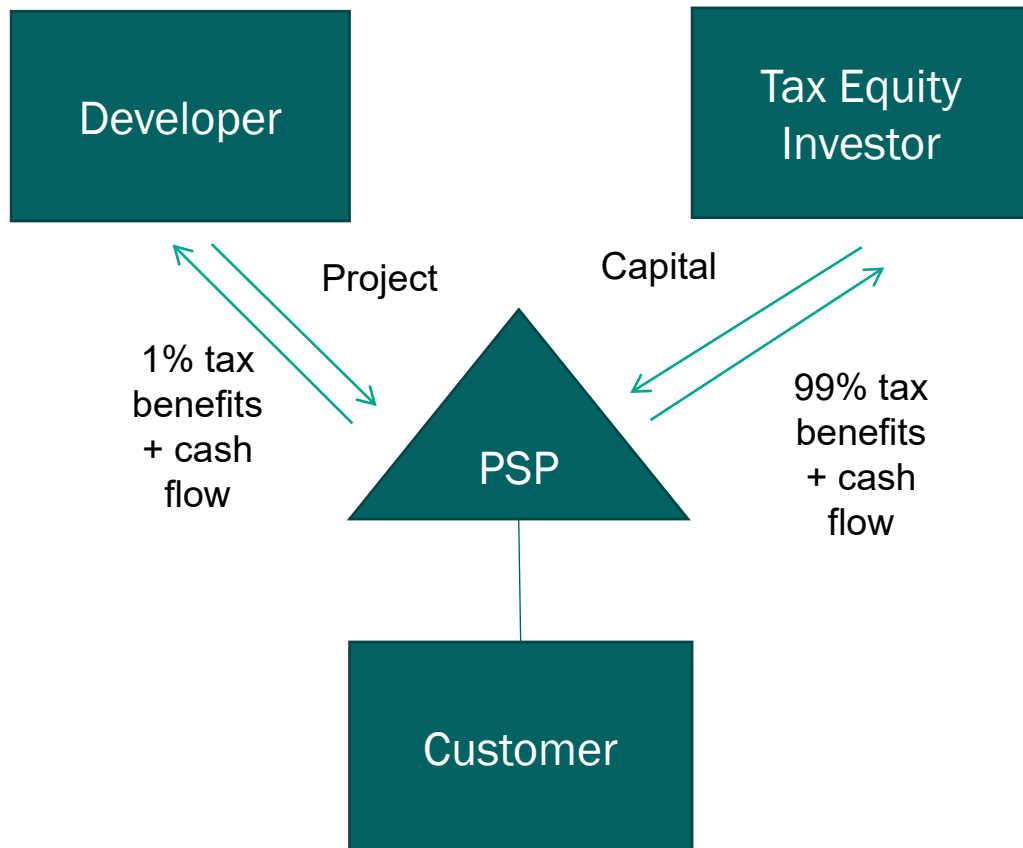 Developer
Tax Equity
Investor
Project
Capital
1% tax
benefits
+ cash
flow
99% tax
benefits
+ cash
flow
PSP
Customer